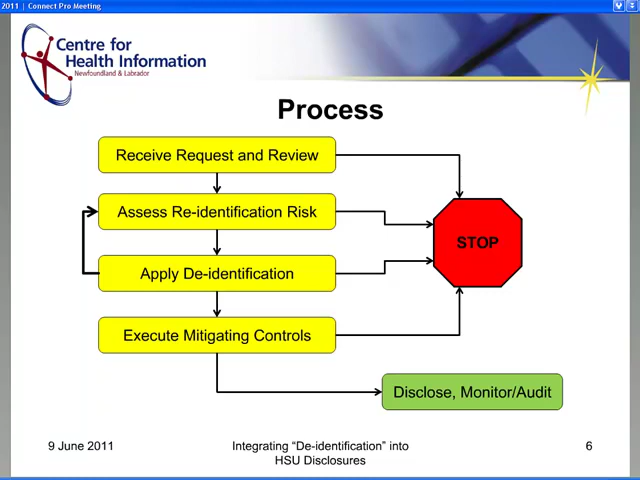 2011 | Connect Pro Meeting
Centre for
Health Information
Newfoundland & Labrador
Process
Receive Request and Review
Assess Re-identification Risk
STOP
Apply De-identification
Execute Mitigating Controls
Disclose, Monitor/Audit
9 June 2011
Integrating “De-identification” into
HSU Disclosures
6